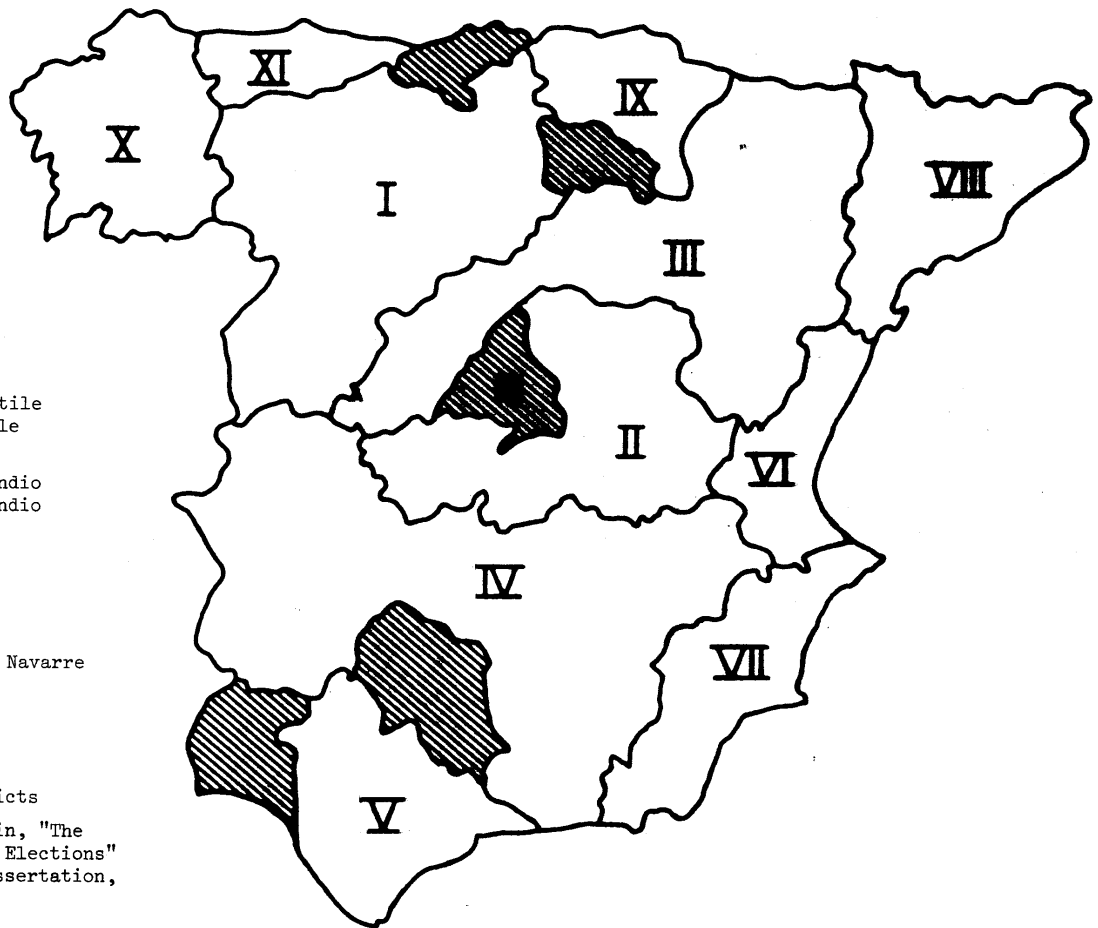 XI
IX
X
VIII
I
III
tile
le
II
VI
ndio
ndio
IV
Navarre
VII
icts
in, "The
V
Elections"
ssertation,